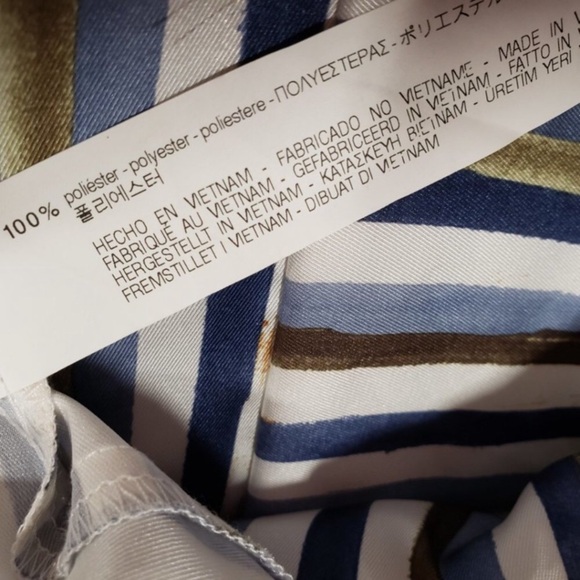 100% poliéster - polyester - poliestere - ΠΟΛΥΕΣΤΕΡΑΣ - ポリエステル
폴리에스터
HECHO EN VIETNAM - FABRICADO NO VIETNAME - MADE IN
FABRIQUE AU VIETNAM - GEFABRICEERD IN VIETNAM - FATTO IN
HERGESTELLT IN VIETNAM - ΚΑΤΑΣΚΕΥΗ ΒΙΕΤΝΑΜ - ÜRETIM YERI
FREMSTILLET I VIETNAM - DIBUAT DI VIETNAM